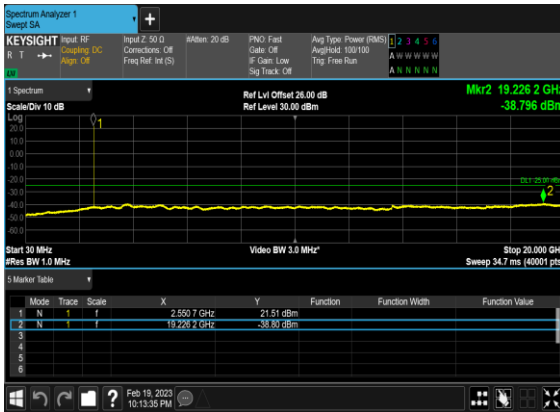 Spectrum Analyzer 1
Swept SA
+
KEYSIGHT
R T
LXI
Input: RF
Coupling: DC
Align: Off
Input Z: 50 Ω
Corrections: Off
Freq Ref: Int (S)
#Atten: 20 dB
PNO: Fast
Gate: Off
IF Gain: Low
Sig Track: Off
Avg Type: Power (RMS)
Avg|Hold: 100/100
Trig: Free Run
1 2 3 4 5 6
A W W W W W
A N N N N N
1 Spectrum
Scale/Div 10 dB
Ref Lvl Offset 26.00 dB
Ref Level 30.00 dBm
Mkr2 19.226 2 GHz
-38.796 dBm
Log
20.0
10.0
0.00
-10.0
-20.0
-30.0
-40.0
-50.0
-60.0
1
DL1 -25.00 dBm
2
Start 30 MHz
#Res BW 1.0 MHz
Video BW 3.0 MHz*
Stop 20.000 GHz
Sweep 34.7 ms (40001 pts)
5 Marker Table
Mode Trace Scale X Y Function Function Width Function Value
1 N 1 f 2.550 7 GHz 21.51 dBm
2 N 1 f 19.226 2 GHz -38.80 dBm
3
4
5
6
?
Feb 19, 2023
10:13:35 PM